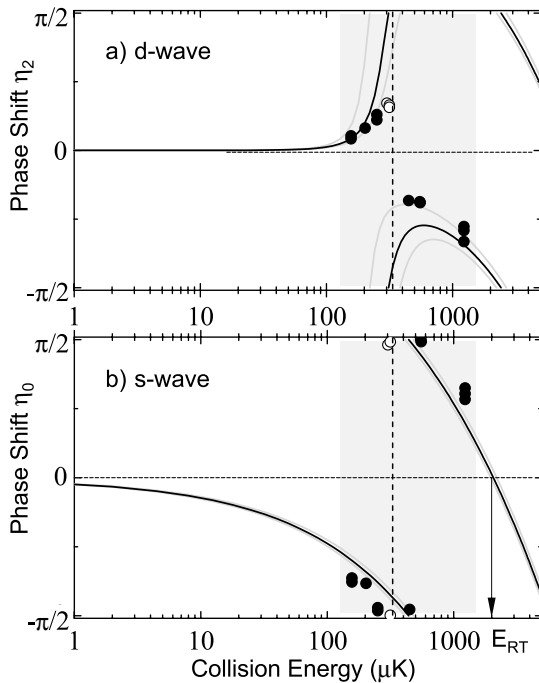 π/2
a) d-wave
Phase Shift η2
0
-π/2
1 10 100 1000
π/2
b) s-wave
Phase Shift η0
0
-π/2
1 10 100 1000 ERT
Collision Energy (μK)